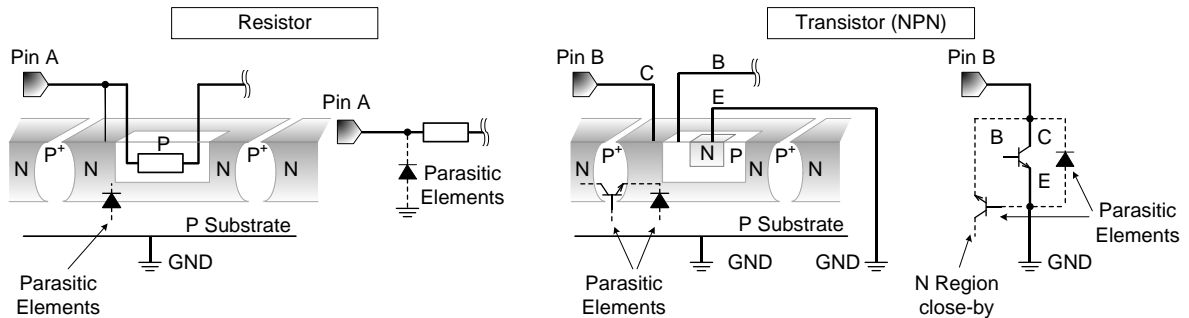 Resistor
Transistor (NPN)
Pin A
Pin B
Pin B
C
B
E
Pin A
N
P+
N
P
P+
N
N
P+
N
N
P
P+
N
B
C
E
Parasitic
Elements
P Substrate
P Substrate
GND
GND
GND
GND
Parasitic
Elements
Parasitic
Elements
Parasitic
Elements
N Region
close-by